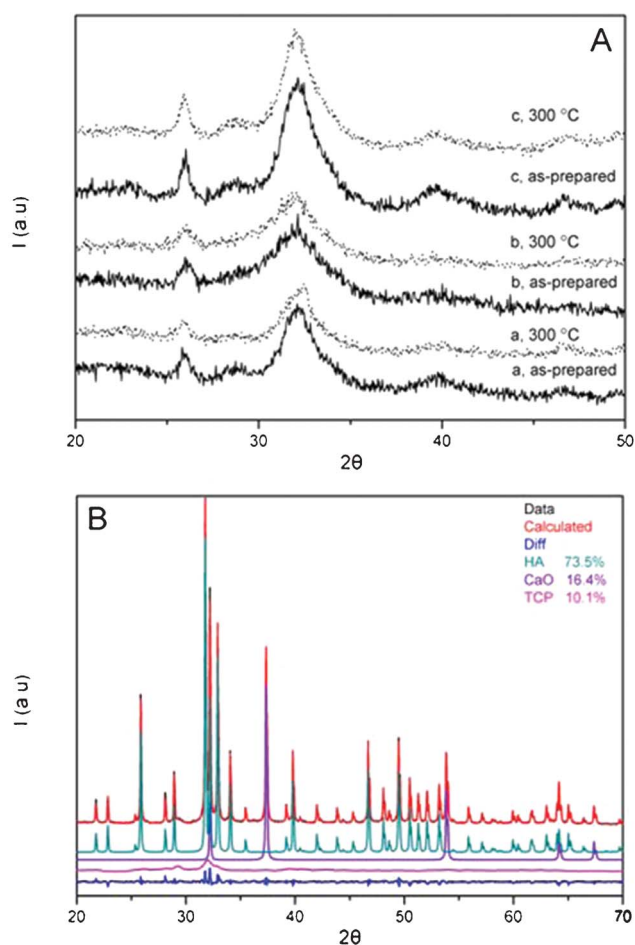 A
c, 300 °C
c, as-prepared
b, 300 °C
b, as-prepared
a, 300 °C
a, as-prepared
I (a.u)
20 30 40 50
2θ
B
Data
Calculated
Diff
HA 73.5%
CaO 16.4%
TCP 10.1%
I (a u)
20 30 40 50 60 70
2θ